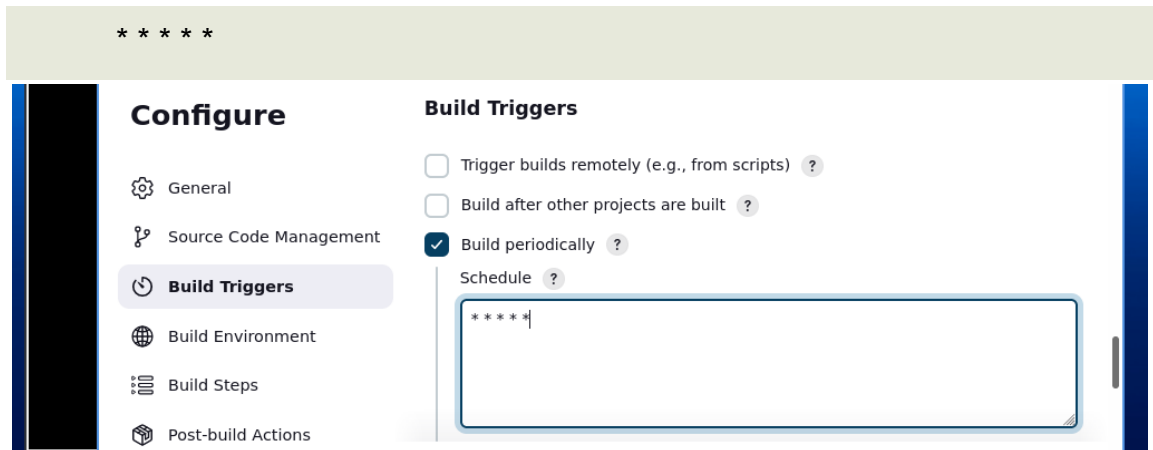 * * * * *
Configure
General
Source Code Management
Build Triggers
Build Environment
Build Steps
Post-build Actions
Build Triggers
Trigger builds remotely (e.g., from scripts) ?
Build after other projects are built ?
Build periodically ?
Schedule ?
* * * * *